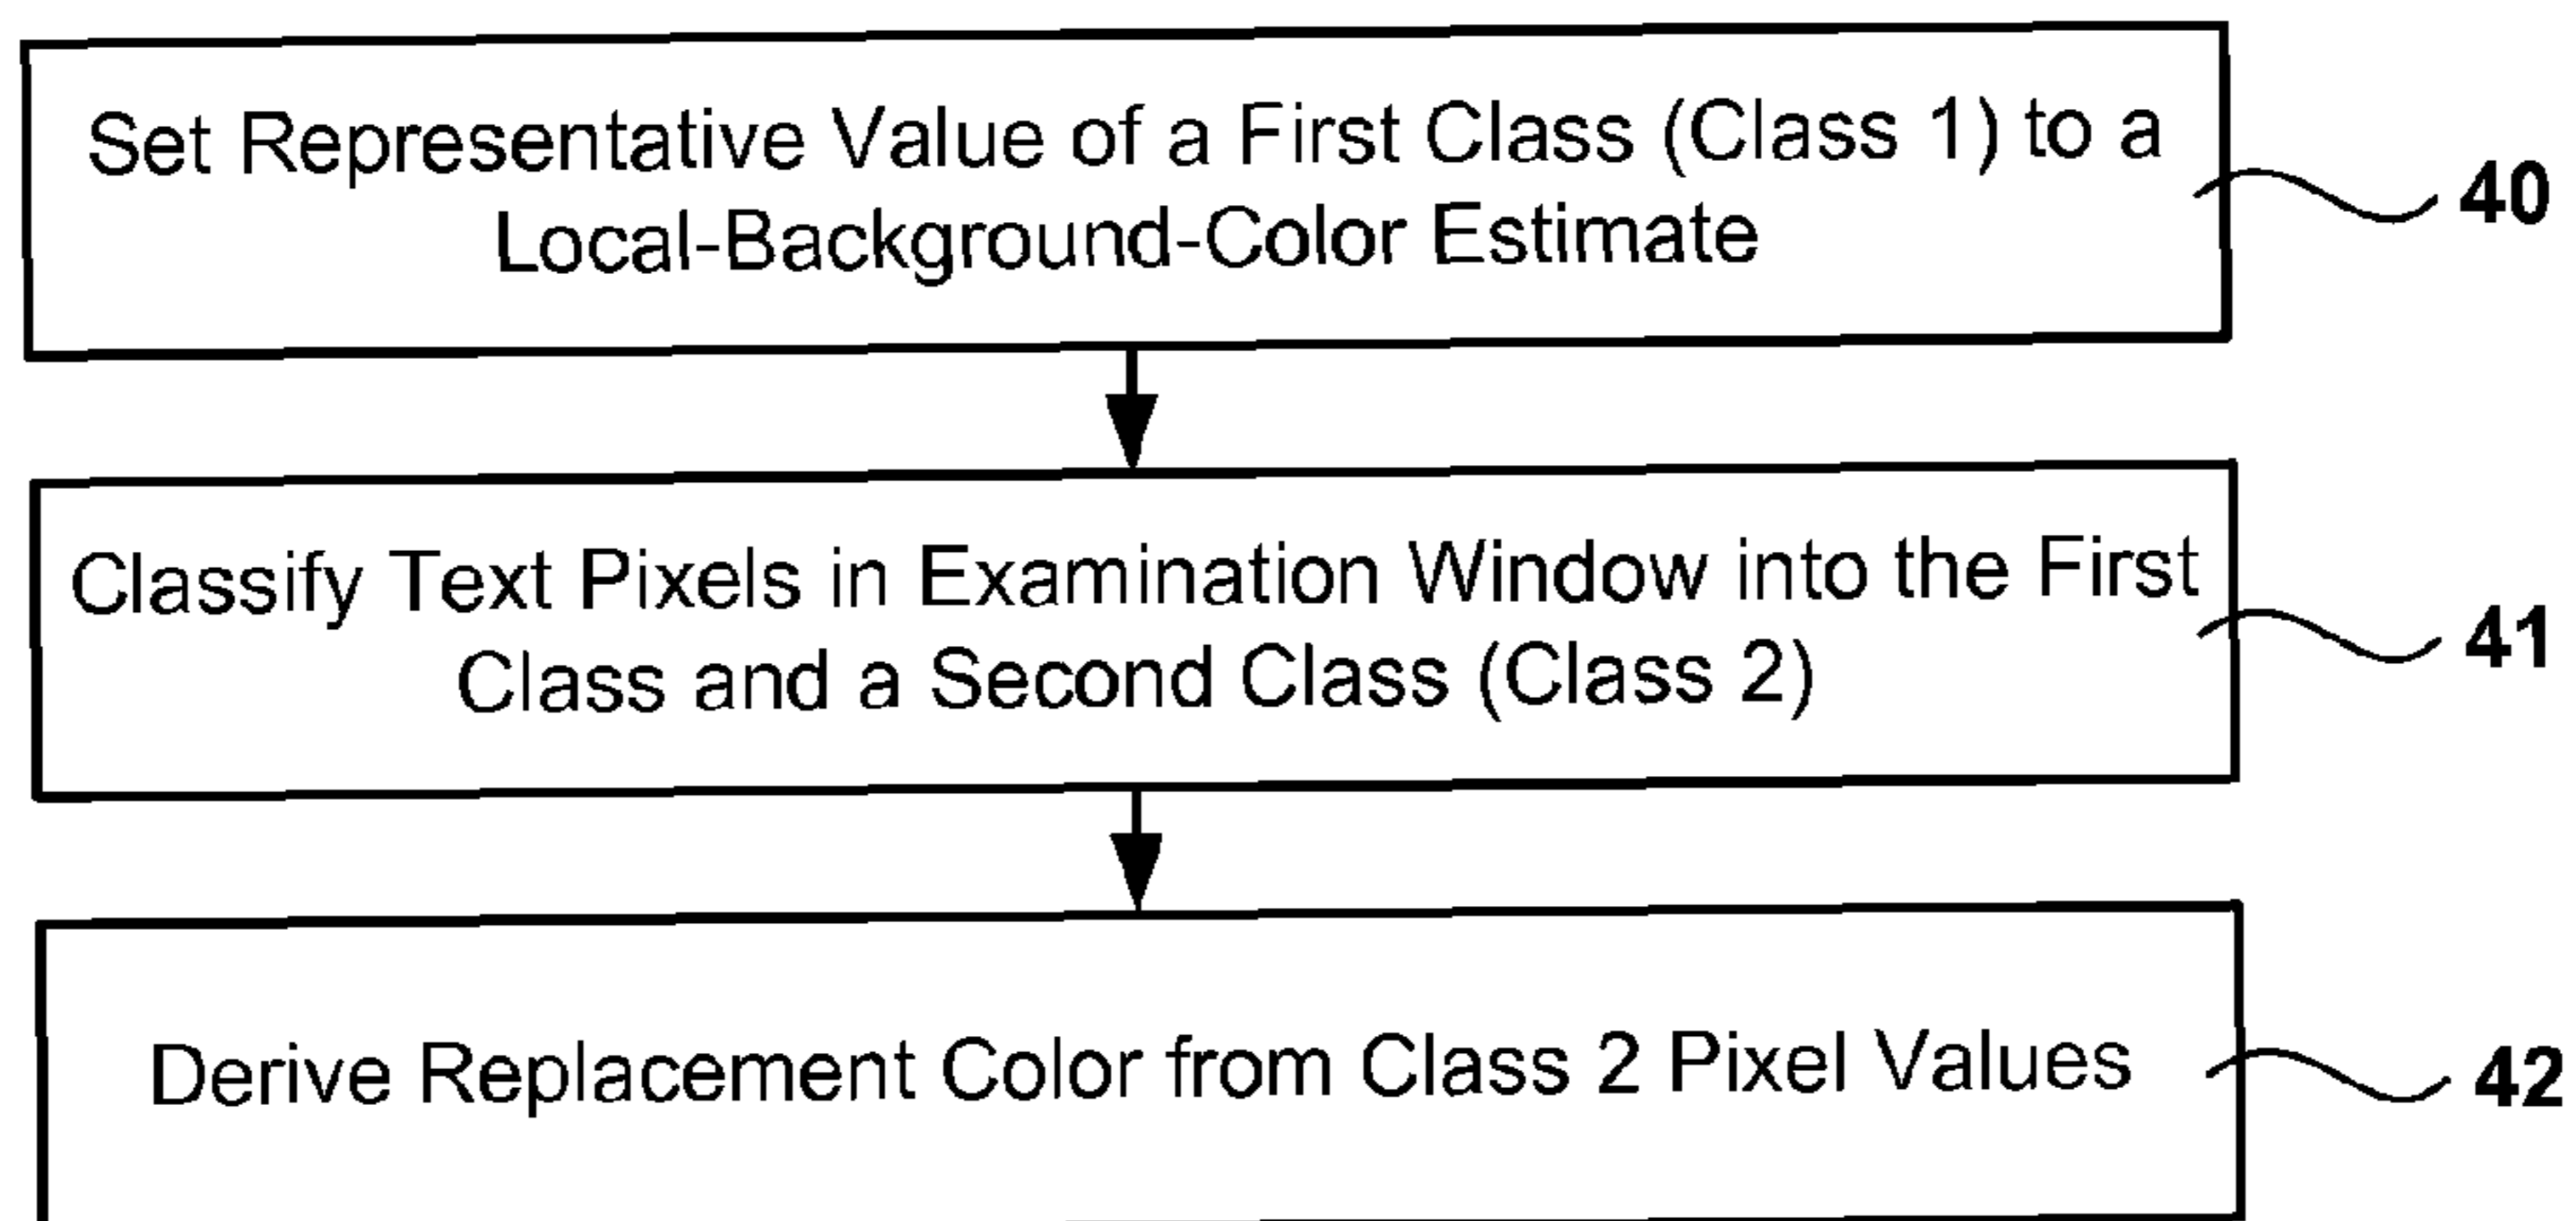 Set Representative Value of a First Class (Class 1) to a
Local-Background-Color Estimate
40
Classify Text Pixels in Examination Window into the First
Class and a Second Class (Class 2)
41
Derive Replacement Color from Class 2 Pixel Values
42